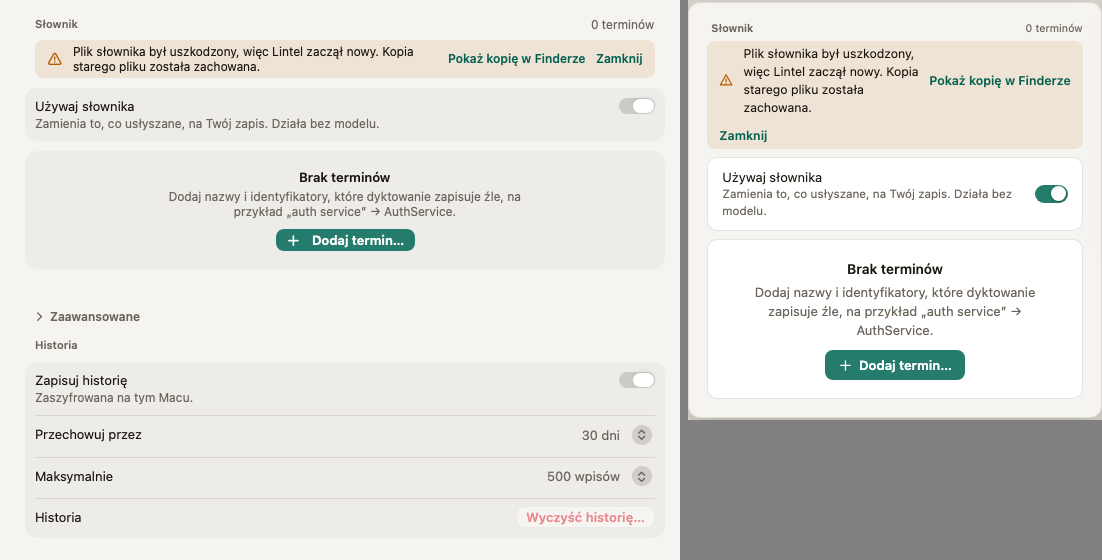 Słownik
0 terminów
Plik słownika był uszkodzony, więc Lintel zaczął nowy. Kopia
starego pliku została zachowana.
Pokaż kopię w Finderze
Zamknij
Używaj słownika
Zamienia to, co usłyszane, na Twój zapis. Działa bez modelu.
Brak terminów
Dodaj nazwy i identyfikatory, które dyktowanie zapisuje źle, na
przykład „auth service” → AuthService.
+ Dodaj termin...
Zaawansowane
Historia
Zapisuj historię
Zaszyfrowana na tym Macu.
Przechowuj przez
30 dni
Maksymalnie
500 wpisów
Historia
Wyczyść historię...
Słownik
0 terminów
Plik słownika był uszkodzony,
więc Lintel zaczął nowy. Kopia
starego pliku została
zachowana.
Pokaż kopię w Finderze
Zamknij
Używaj słownika
Zamienia to, co usłyszane, na Twój zapis. Działa bez
modelu.
Brak terminów
Dodaj nazwy i identyfikatory, które dyktowanie
zapisuje źle, na przykład „auth service” →
AuthService.
+ Dodaj termin...